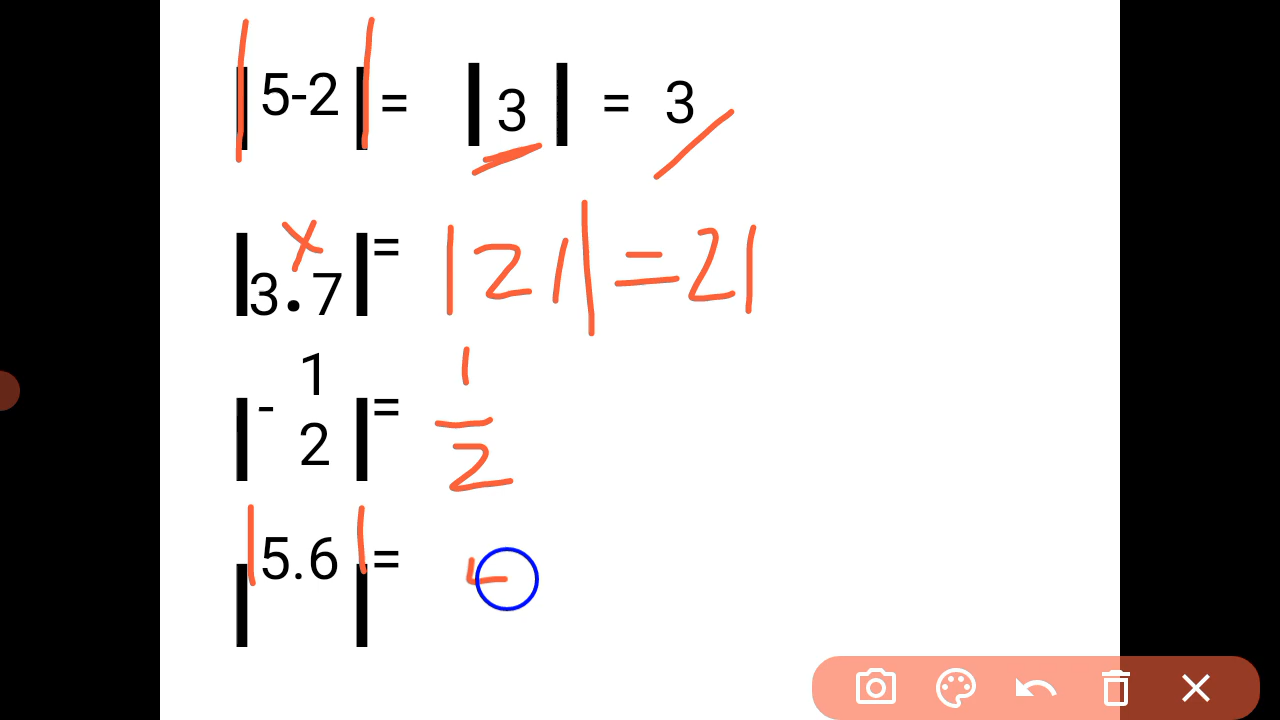 |5-2| = |3| = 3
|3 × . 7| = |21| = 21
|- 1/2| = 1/2
|5.6| =